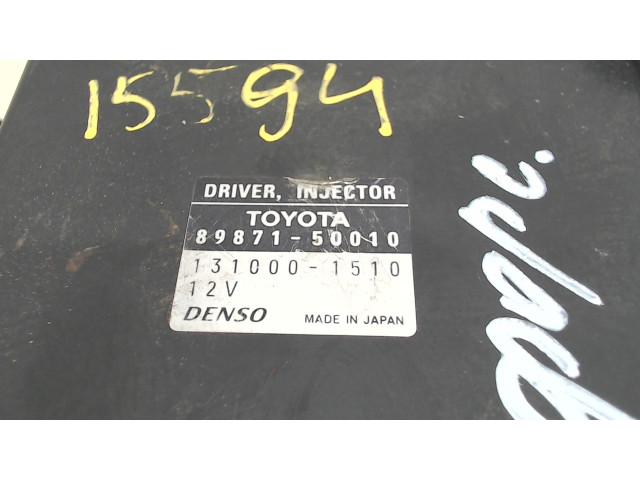 15594
DRIVER, INJECTOR
TOYOTA
89871-50010
131000-1510
12V
DENSO MADE IN JAPAN